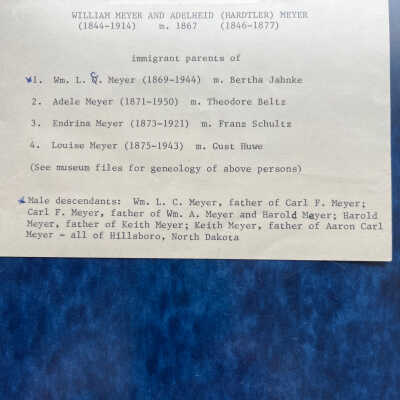 WILLIAM MEYER AND ADELHEID (HARDTLER) MEYER
(1844-1914) m. 1867 (1846-1877)
immigrant parents of
1. Wm. L. C. Meyer (1869-1944) m. Bertha Jahnke
2. Adele Meyer (1871-1950) m. Theodore Beltz
3. Endrina Meyer (1873-1921) m. Franz Schultz
4. Louise Meyer (1875-1943) m. Gust Huwe
(See museum files for geneology of above persons)
Male descendants: Wm. L. C. Meyer, father of Carl F. Meyer;
Carl F. Meyer, father of Wm. A. Meyer and Harold Meyer; Harold
Meyer, father of Keith Meyer; Keith Meyer, father of Aaron Carl
Meyer - all of Hillsboro, North Dakota